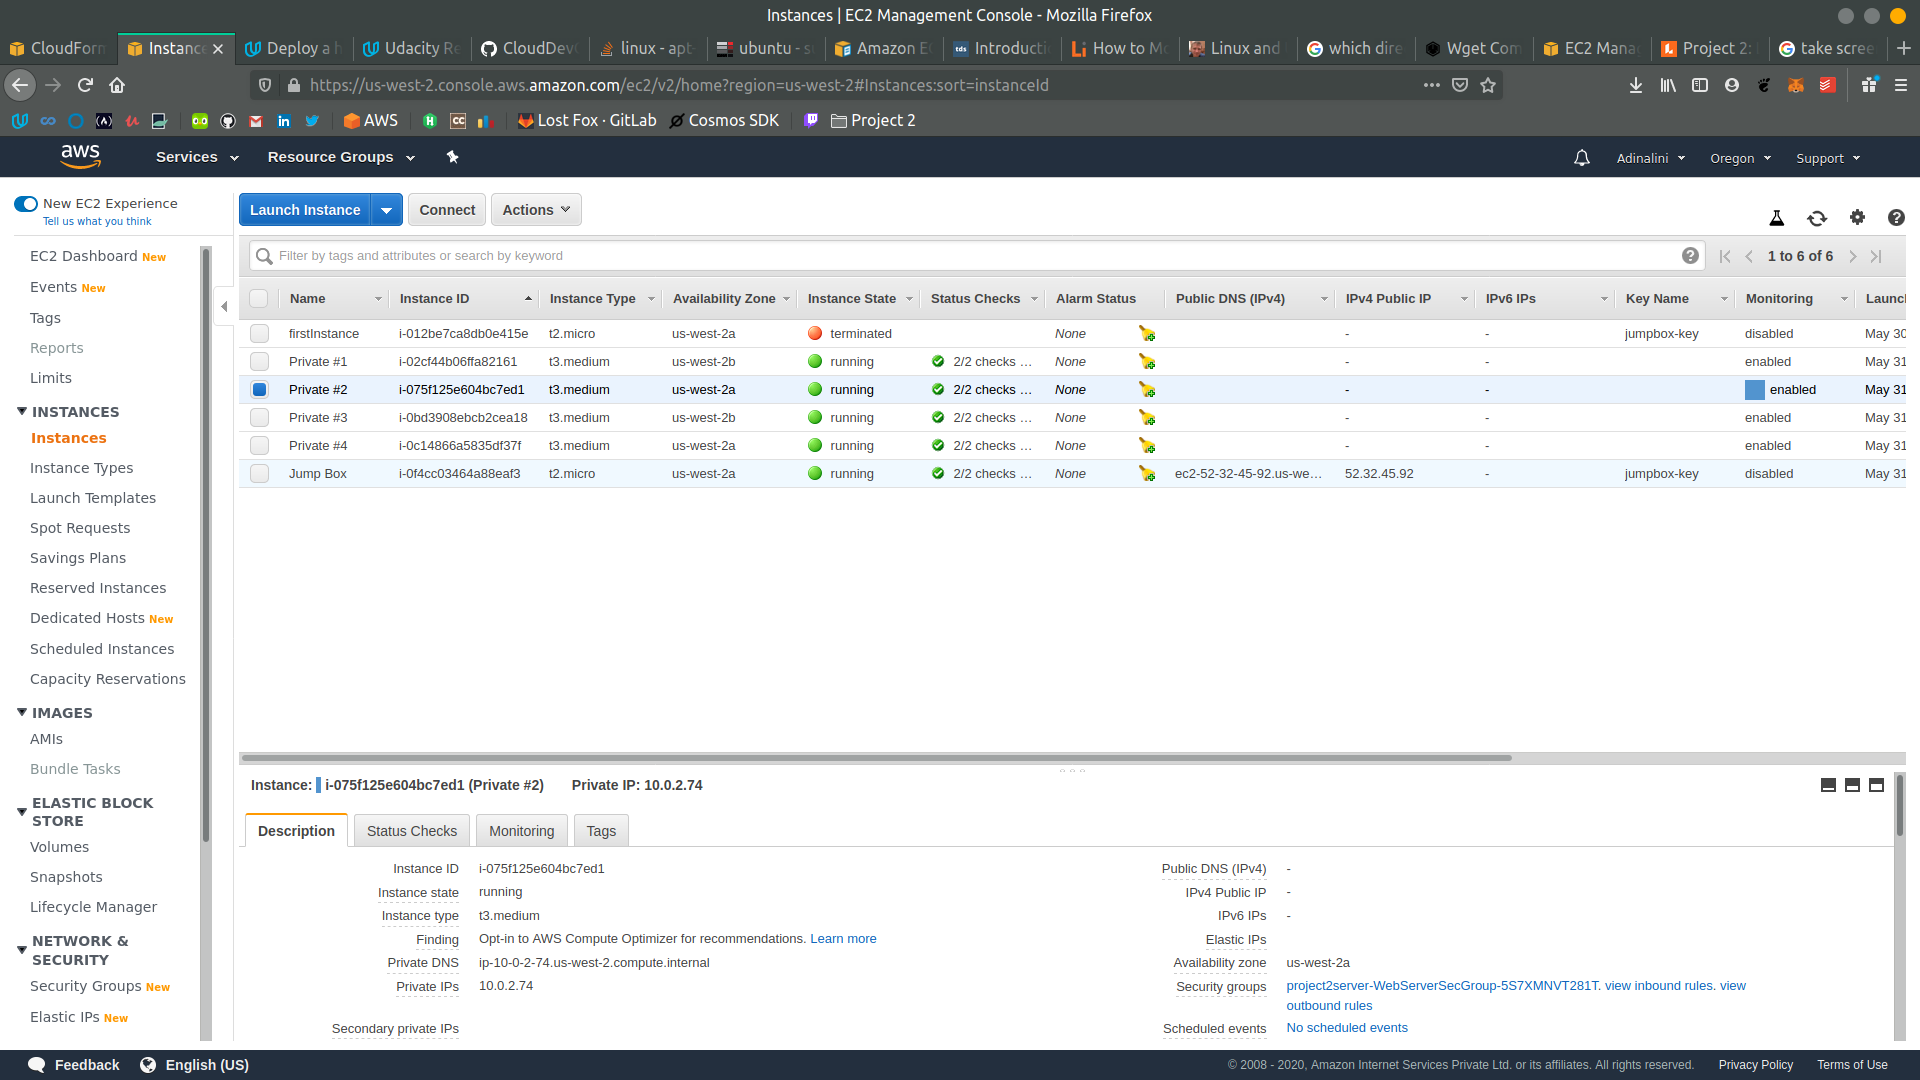 Instances | EC2 Management Console - Mozilla Firefox
CloudForm Instance Deploy a h Udacity Re CloudDev linux - apt- ubuntu - s Amazon EC Introducti How to M Linux and which dire Wget Com EC2 Mana Project 2: take scree
https://us-west-2.console.aws.amazon.com/ec2/v2/home?region=us-west-2#Instances:sort=instanceId
AWS Lost Fox · GitLab Cosmos SDK Project 2
aws Services Resource Groups Adinalini Oregon Support
New EC2 Experience
Tell us what you think
EC2 Dashboard New
Events New
Tags
Reports
Limits
INSTANCES
Instances
Instance Types
Launch Templates
Spot Requests
Savings Plans
Reserved Instances
Dedicated Hosts New
Scheduled Instances
Capacity Reservations
IMAGES
AMIs
Bundle Tasks
ELASTIC BLOCK
STORE
Volumes
Snapshots
Lifecycle Manager
NETWORK &
SECURITY
Security Groups New
Elastic IPs New
Launch Instance Connect Actions
Filter by tags and attributes or search by keyword 1 to 6 of 6
Name Instance ID Instance Type Availability Zone Instance State Status Checks Alarm Status Public DNS (IPv4) IPv4 Public IP IPv6 IPs Key Name Monitoring Launch
firstInstance i-012be7ca8db0e415e t2.micro us-west-2a terminated None - - jumpbox-key disabled May 30
Private #1 i-02cf44b06ffa82161 t3.medium us-west-2b running 2/2 checks … None - - enabled May 31
Private #2 i-075f125e604bc7ed1 t3.medium us-west-2a running 2/2 checks … None - - enabled May 31
Private #3 i-0bd3908ebcb2cea18 t3.medium us-west-2b running 2/2 checks … None - - enabled May 31
Private #4 i-0c14866a5835df37f t3.medium us-west-2a running 2/2 checks … None - - enabled May 31
Jump Box i-0f4cc03464a88eaf3 t2.micro us-west-2a running 2/2 checks … None ec2-52-32-45-92.us-we… 52.32.45.92 - jumpbox-key disabled May 31
Instance: i-075f125e604bc7ed1 (Private #2) Private IP: 10.0.2.74
Description Status Checks Monitoring Tags
Instance ID i-075f125e604bc7ed1 Public DNS (IPv4) -
Instance state running IPv4 Public IP -
Instance type t3.medium IPv6 IPs -
Finding Opt-in to AWS Compute Optimizer for recommendations. Learn more Elastic IPs
Private DNS ip-10-0-2-74.us-west-2.compute.internal Availability zone us-west-2a
Private IPs 10.0.2.74 Security groups project2server-WebServerSecGroup-5S7XMNVT281T. view inbound rules. view
outbound rules
Secondary private IPs Scheduled events No scheduled events
Feedback English (US) © 2008 - 2020, Amazon Internet Services Private Ltd. or its affiliates. All rights reserved. Privacy Policy Terms of Use